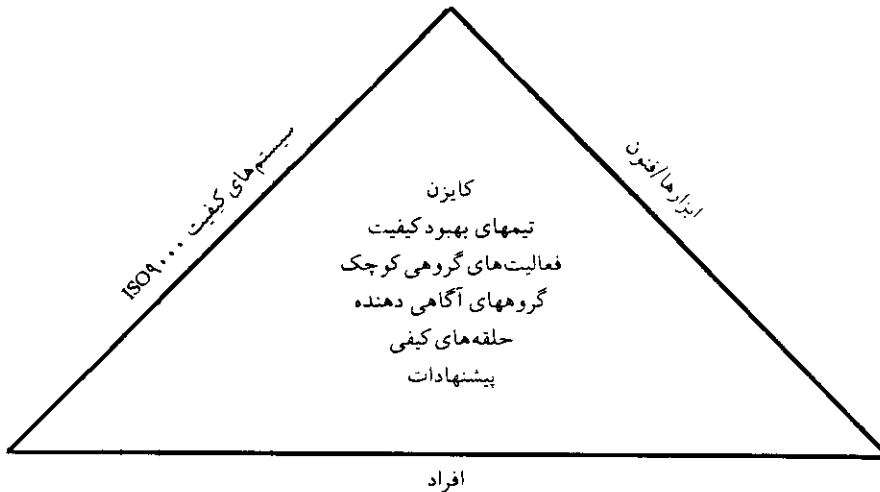 سیستم‌های کیفیت ISO۹۰۰۰
ابزارها/فنون
کایزن
تیمهای بهبود کیفیت
فعالیت‌های گروهی کوچک
گروههای آگاهی دهنده
حلقه‌های کیفی
پیشنهادات
افراد